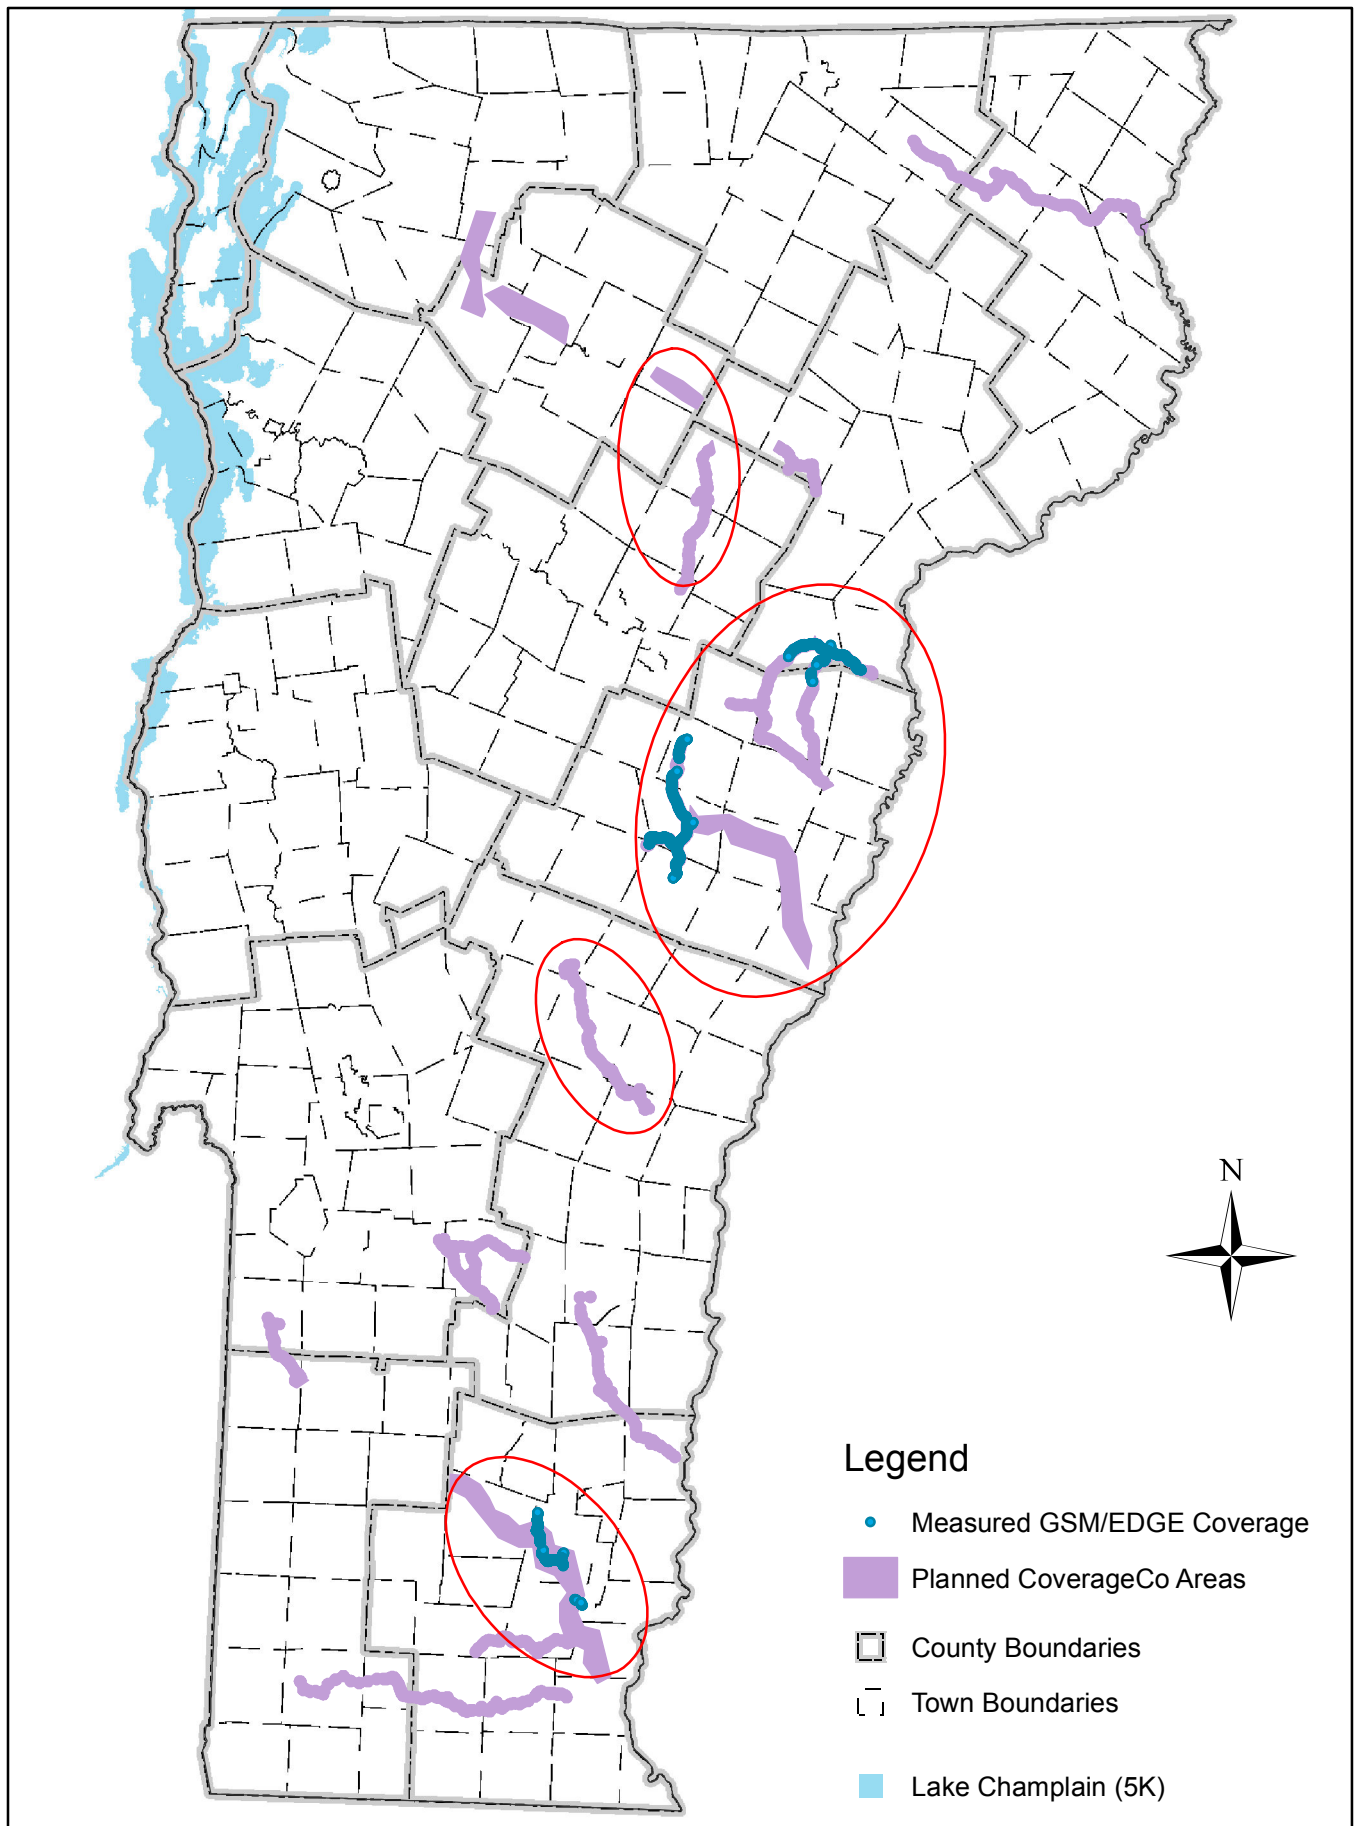 N
Legend
Measured GSM/EDGE Coverage
Planned CoverageCo Areas
County Boundaries
Town Boundaries
Lake Champlain (5K)